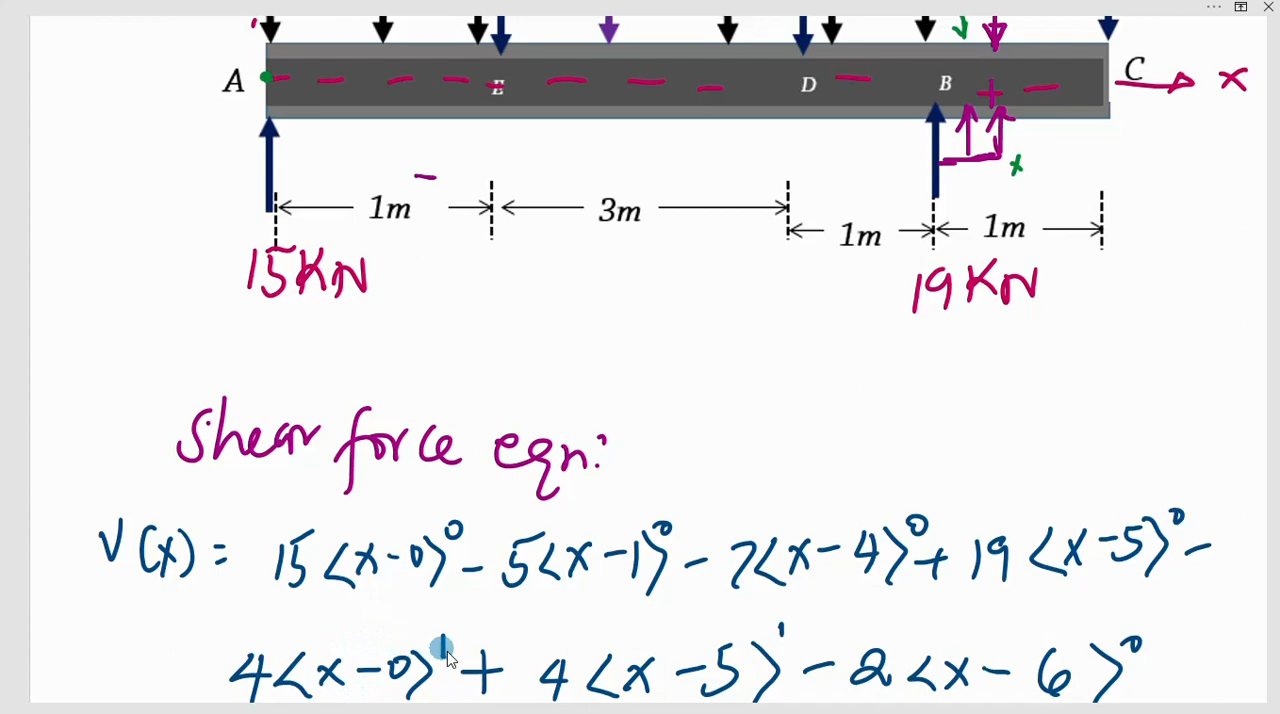 A E D B + C x
x
1m 3m 1m 1m
15KN 19KN
Shear force eqn:
V(x) = 15<x-0>⁰ - 5<x-1>⁰ - 7<x-4>⁰ + 19<x-5>⁰ -
4<x-0>¹ + 4<x-5>¹ - 2<x-6>⁰